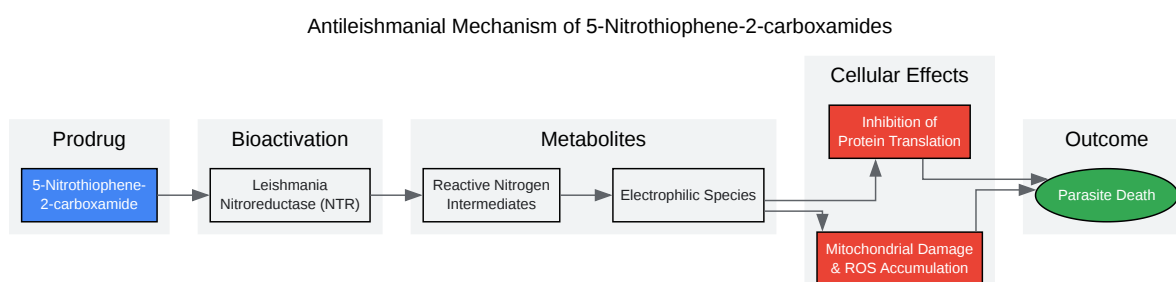 Antileishmanial Mechanism of 5-Nitrothiophene-2-carboxamides
Prodrug
5-Nitrothiophene-
2-carboxamide
Bioactivation
Leishmania
Nitroreductase (NTR)
Metabolites
Reactive Nitrogen
Intermediates
Electrophilic Species
Cellular Effects
Inhibition of
Protein Translation
Mitochondrial Damage
& ROS Accumulation
Outcome
Parasite Death